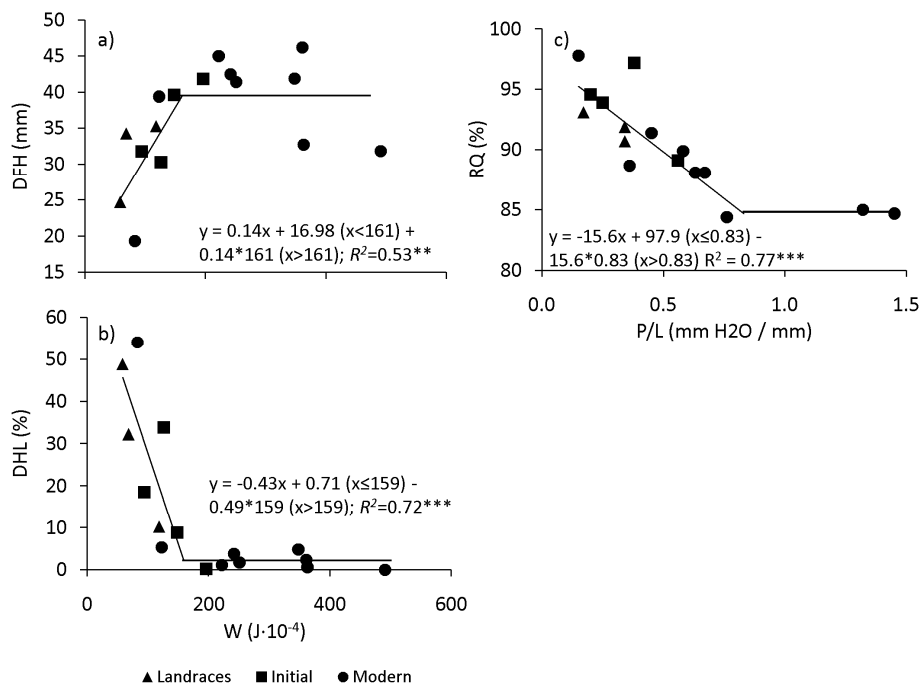 a)
50
45
40
35
30
25
20
15
DFH (mm)
y = 0.14x + 16.98 (x<161) +
0.14*161 (x>161); R²=0.53**
b)
60
50
40
30
20
10
0
DHL (%)
y = -0.43x + 0.71 (x≤159) -
0.49*159 (x>159); R²=0.72***
0 200 400 600
W (J·10⁻⁴)
c)
100
95
90
85
80
RQ (%)
y = -15.6x + 97.9 (x≤0.83) -
15.6*0.83 (x>0.83) R² = 0.77***
0.0 0.5 1.0 1.5
P/L (mm H2O / mm)
Landraces Initial Modern